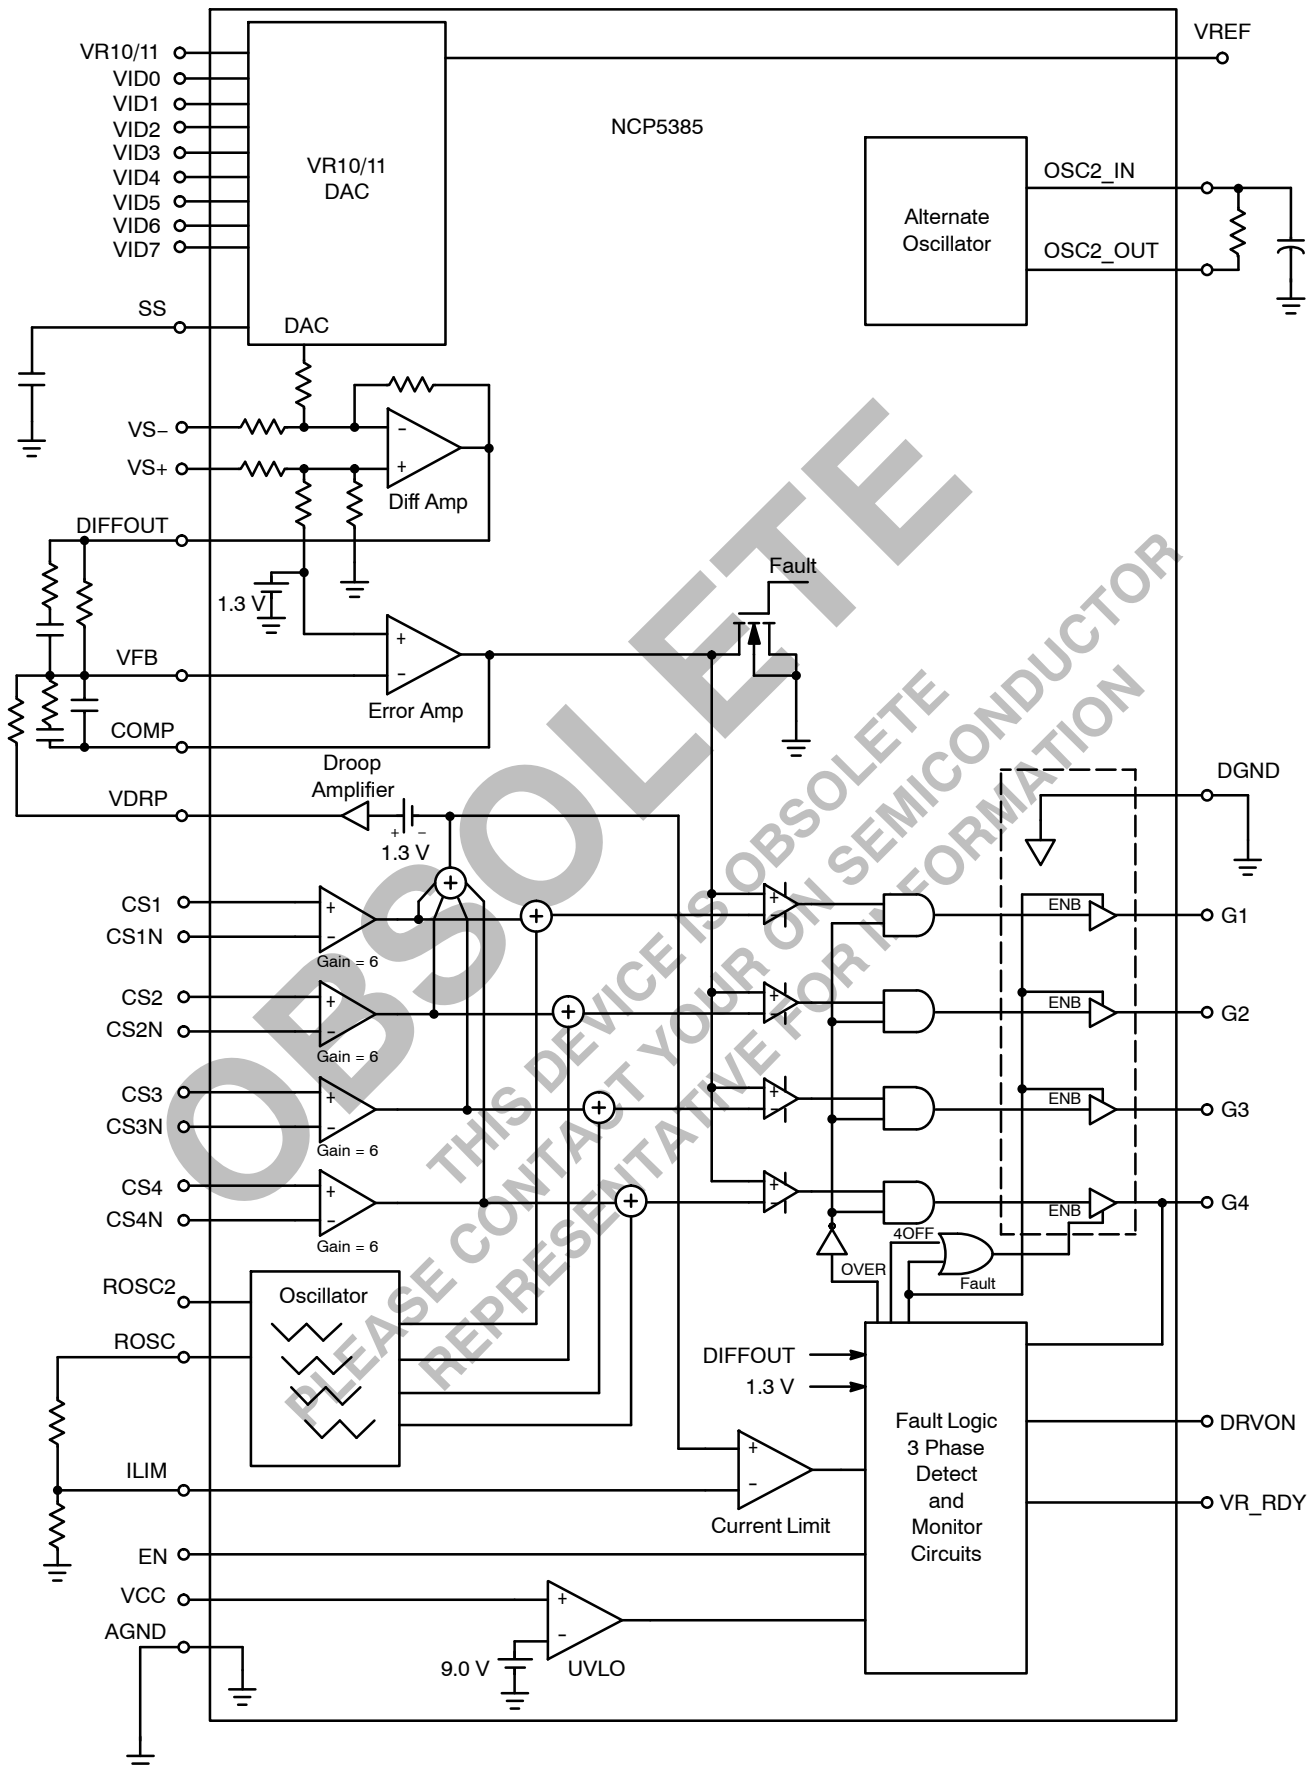 VREF
VR10/11
VID0
VID1
VID2
VID3
VID4
VID5
VID6
VID7
VR10/11
DAC
NCP5385
Alternate
Oscillator
OSC2_IN
OSC2_OUT
SS
DAC
VS−
VS+
−
+
Diff Amp
DIFFOUT
1.3 V
Fault
VFB
+
−
Error Amp
COMP
Droop
Amplifier
VDRP
+ −
1.3 V
DGND
+
CS1
CS1N
+
−
Gain = 6
+
+
−
ENB
G1
CS2
CS2N
+
−
Gain = 6
+
+
−
ENB
G2
CS3
CS3N
+
−
Gain = 6
+
+
−
ENB
G3
CS4
CS4N
+
−
Gain = 6
+
+
−
ENB
G4
4OFF
OVER
Fault
ROSC2
Oscillator
ROSC
DIFFOUT
1.3 V
Fault Logic
3 Phase
Detect
and
Monitor
Circuits
DRVON
VR_RDY
ILIM
+
−
Current Limit
EN
VCC
+
−
9.0 V
UVLO
AGND
OBSOLETE
THIS DEVICE IS OBSOLETE
PLEASE CONTACT YOUR ON SEMICONDUCTOR
REPRESENTATIVE FOR INFORMATION